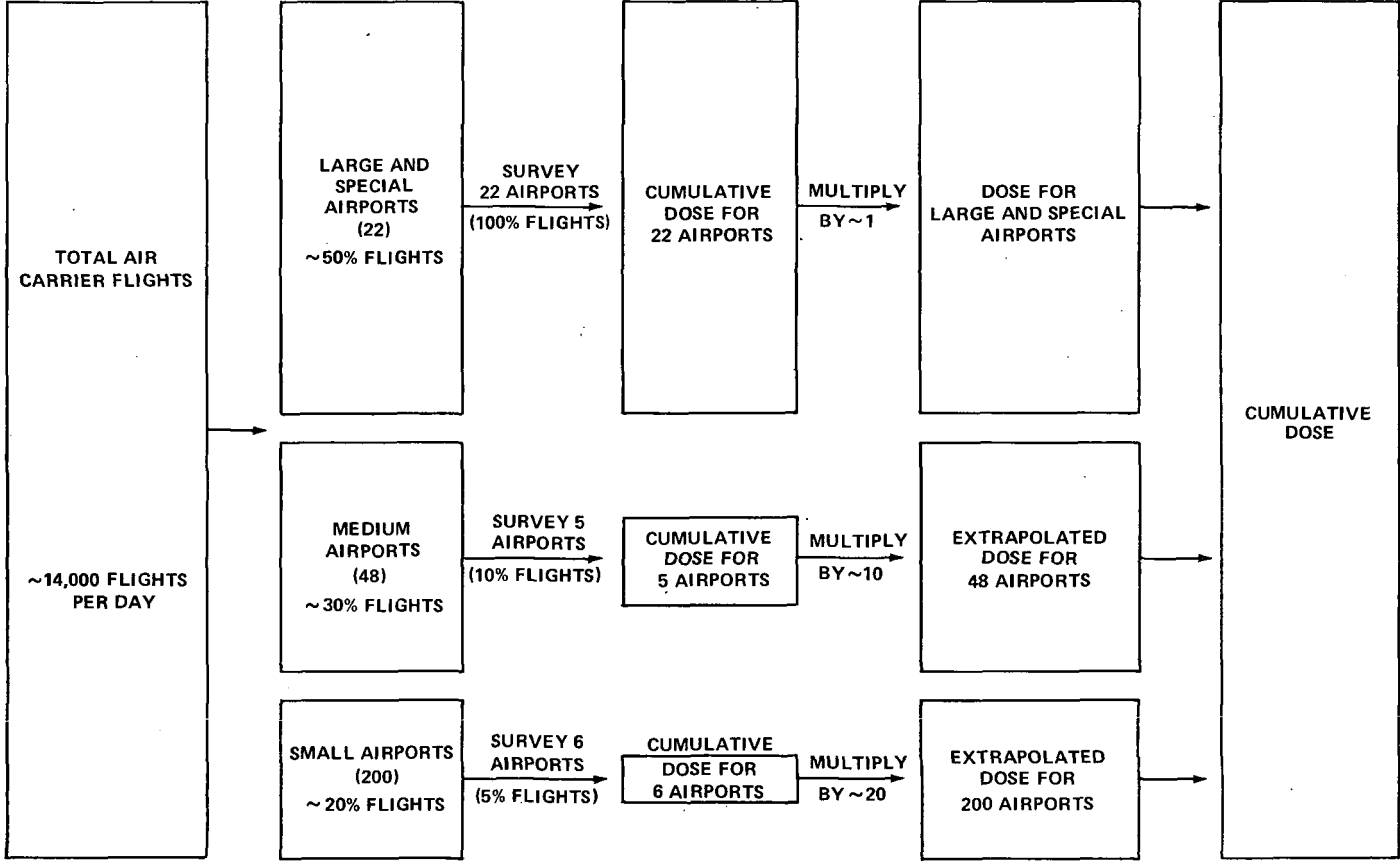 TOTAL AIR
CARRIER FLIGHTS
~14,000 FLIGHTS
PER DAY
LARGE AND
SPECIAL
AIRPORTS
(22)
~50% FLIGHTS
SURVEY
22 AIRPORTS
(100% FLIGHTS)
CUMULATIVE
DOSE FOR
22 AIRPORTS
MULTIPLY
BY~1
DOSE FOR
LARGE AND SPECIAL
AIRPORTS
MEDIUM
AIRPORTS
(48)
~30% FLIGHTS
SURVEY 5
AIRPORTS
(10% FLIGHTS)
CUMULATIVE
DOSE FOR
5 AIRPORTS
MULTIPLY
BY~10
EXTRAPOLATED
DOSE FOR
48 AIRPORTS
SMALL AIRPORTS
(200)
~20% FLIGHTS
SURVEY 6
AIRPORTS
(5% FLIGHTS)
CUMULATIVE
DOSE FOR
6 AIRPORTS
MULTIPLY
BY~20
EXTRAPOLATED
DOSE FOR
200 AIRPORTS
CUMULATIVE
DOSE